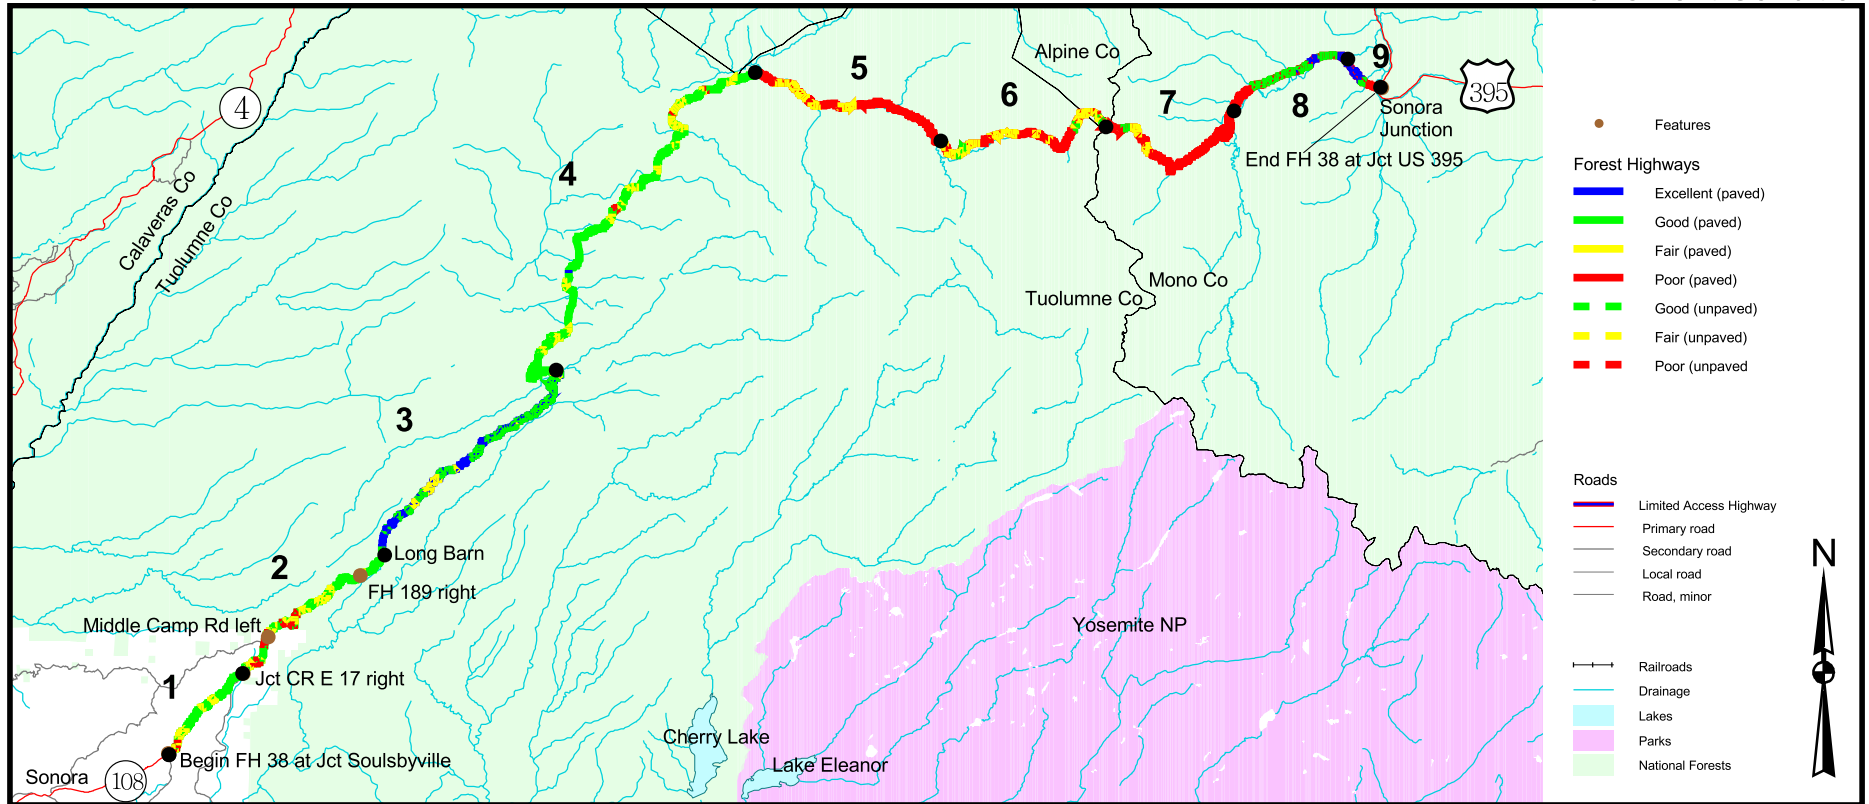 Alpine Co
5
6
7
8
9
395
Sonora
Junction
End FH 38 at Jct US 395
4
Calaveras Co
Tuolumne Co
4
Mono Co
Tuolumne Co
3
Long Barn
2
FH 189 right
Middle Camp Rd left
1
Jct CR E 17 right
Begin FH 38 at Jct Soulsbyville
Sonora
108
Yosemite NP
Cherry Lake
Lake Eleanor
Features
Forest Highways
Excellent (paved)
Good (paved)
Fair (paved)
Poor (paved)
Good (unpaved)
Fair (unpaved)
Poor (unpaved
Roads
Limited Access Highway
Primary road
Secondary road
Local road
Road, minor
Railroads
Drainage
Lakes
Parks
National Forests
N